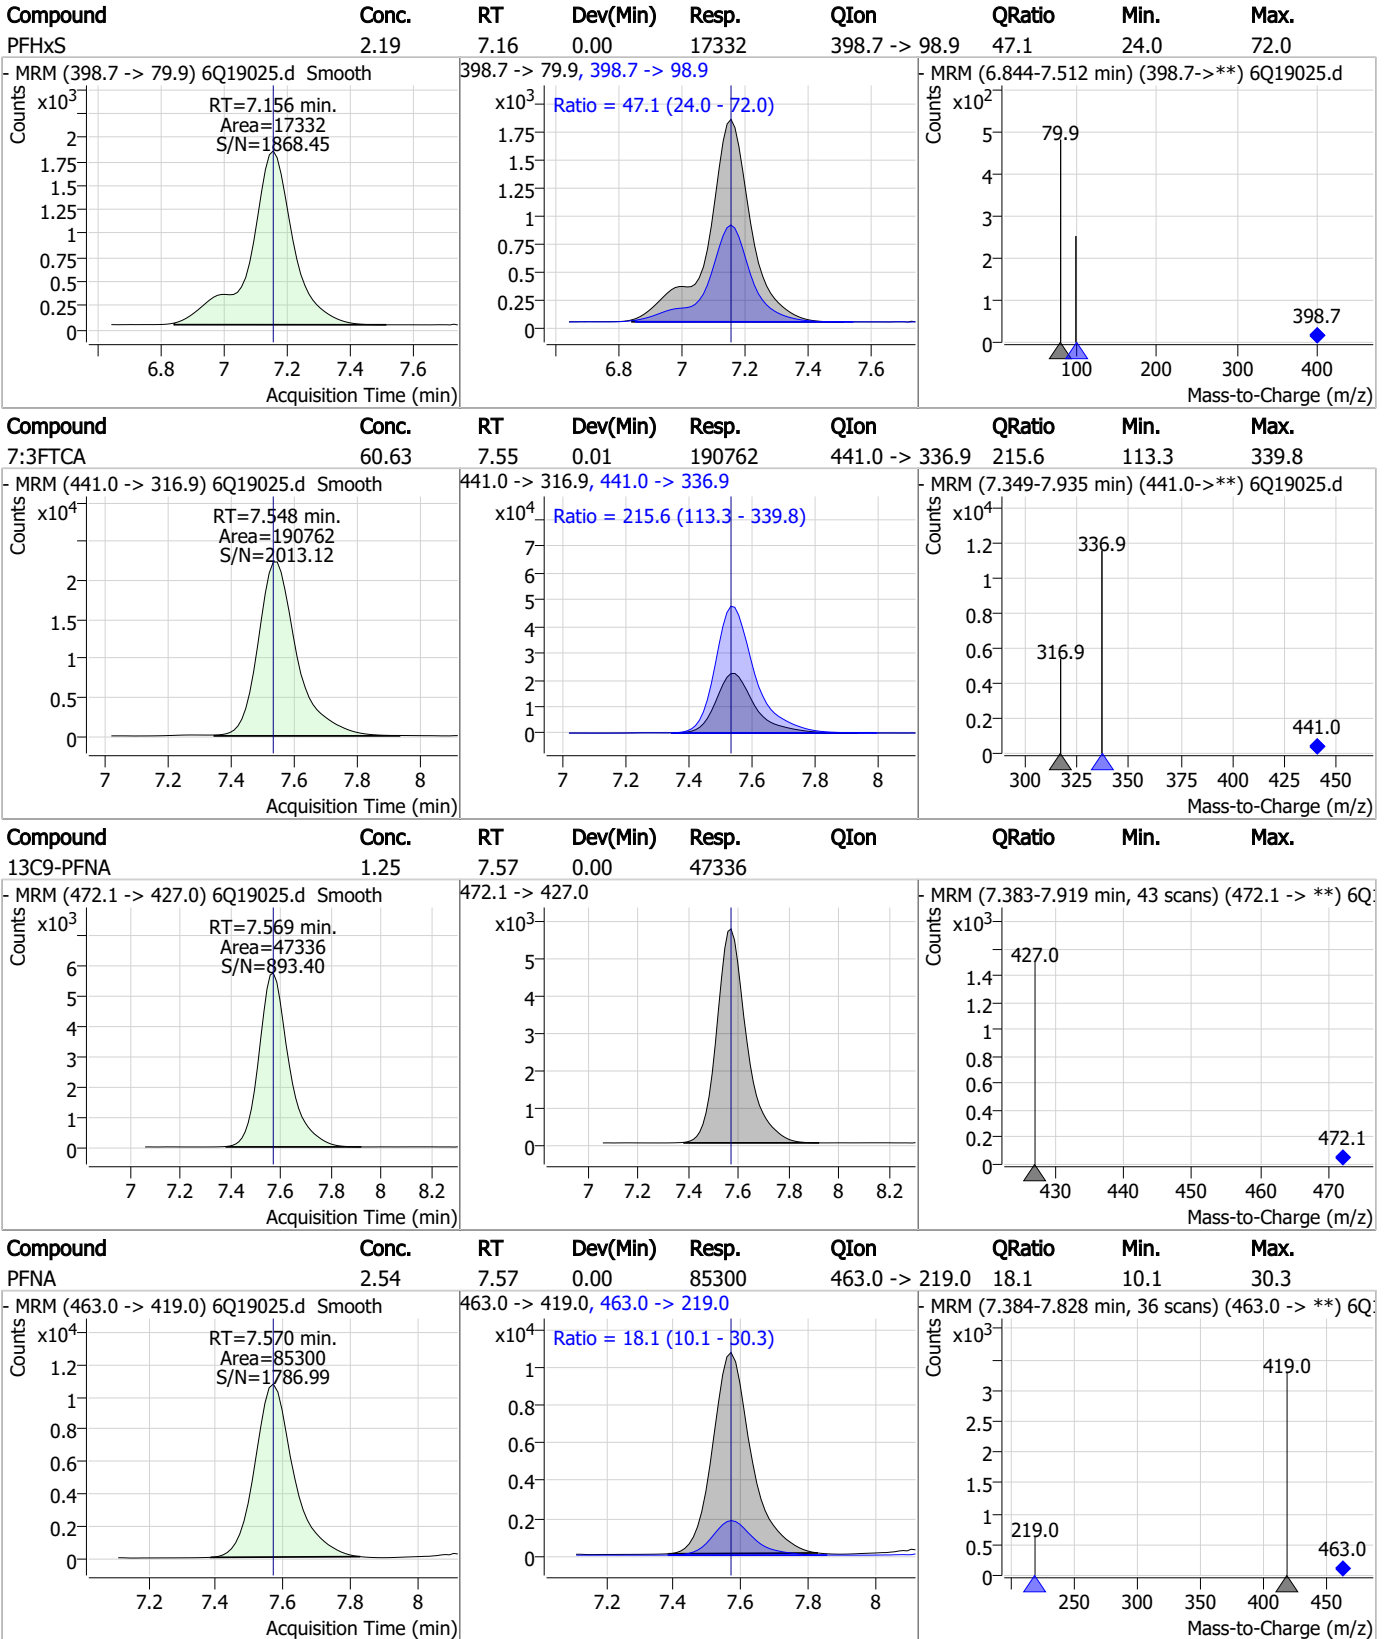 Compound Conc. RT Dev(Min) Resp. QIon QRatio Min. Max.
PFHxS 2.19 7.16 0.00 17332 398.7 -> 98.9 47.1 24.0 72.0
- MRM (398.7 -> 79.9) 6Q19025.d Smooth
Counts
x10³
RT=7.156 min.
Area=17332
S/N=1868.45
2
1.75
1.5
1.25
1
0.75
0.5
0.25
0
6.8 7 7.2 7.4 7.6
Acquisition Time (min)
398.7 -> 79.9, 398.7 -> 98.9
x10³
Ratio = 47.1 (24.0 - 72.0)
1.75
1.5
1.25
1
0.75
0.5
0.25
0
6.8 7 7.2 7.4 7.6
- MRM (6.844-7.512 min) (398.7->**) 6Q19025.d
Counts
x10²
5
4
3
2
1
0
79.9
398.7
100 200 300 400
Mass-to-Charge (m/z)
Compound Conc. RT Dev(Min) Resp. QIon QRatio Min. Max.
7:3FTCA 60.63 7.55 0.01 190762 441.0 -> 336.9 215.6 113.3 339.8
- MRM (441.0 -> 316.9) 6Q19025.d Smooth
Counts
x10⁴
RT=7.548 min.
Area=190762
S/N=2013.12
2
1.5
1
0.5
0
7 7.2 7.4 7.6 7.8 8
Acquisition Time (min)
441.0 -> 316.9, 441.0 -> 336.9
x10⁴
Ratio = 215.6 (113.3 - 339.8)
7
6
5
4
3
2
1
0
7 7.2 7.4 7.6 7.8 8
- MRM (7.349-7.935 min) (441.0->**) 6Q19025.d
Counts
x10⁴
1.2
1
0.8
0.6
0.4
0.2
0
336.9
316.9
441.0
300 325 350 375 400 425 450
Mass-to-Charge (m/z)
Compound Conc. RT Dev(Min) Resp. QIon QRatio Min. Max.
13C9-PFNA 1.25 7.57 0.00 47336
- MRM (472.1 -> 427.0) 6Q19025.d Smooth
Counts
x10³
RT=7.569 min.
Area=47336
S/N=893.40
6
5
4
3
2
1
0
7 7.2 7.4 7.6 7.8 8 8.2
Acquisition Time (min)
472.1 -> 427.0
x10³
5
4
3
2
1
0
7 7.2 7.4 7.6 7.8 8 8.2
- MRM (7.383-7.919 min, 43 scans) (472.1 -> **) 6Q
Counts
x10³
1.4
1.2
1
0.8
0.6
0.4
0.2
0
427.0
472.1
430 440 450 460 470
Mass-to-Charge (m/z)
Compound Conc. RT Dev(Min) Resp. QIon QRatio Min. Max.
PFNA 2.54 7.57 0.00 85300 463.0 -> 219.0 18.1 10.1 30.3
- MRM (463.0 -> 419.0) 6Q19025.d Smooth
Counts
x10⁴
RT=7.570 min.
Area=85300
S/N=1786.99
1.2
1
0.8
0.6
0.4
0.2
0
7.2 7.4 7.6 7.8 8
Acquisition Time (min)
463.0 -> 419.0, 463.0 -> 219.0
x10⁴
Ratio = 18.1 (10.1 - 30.3)
1
0.8
0.6
0.4
0.2
0
7.2 7.4 7.6 7.8 8
- MRM (7.384-7.828 min, 36 scans) (463.0 -> **) 6Q
Counts
x10³
3
2.5
2
1.5
1
0.5
0
419.0
219.0
463.0
250 300 350 400 450
Mass-to-Charge (m/z)